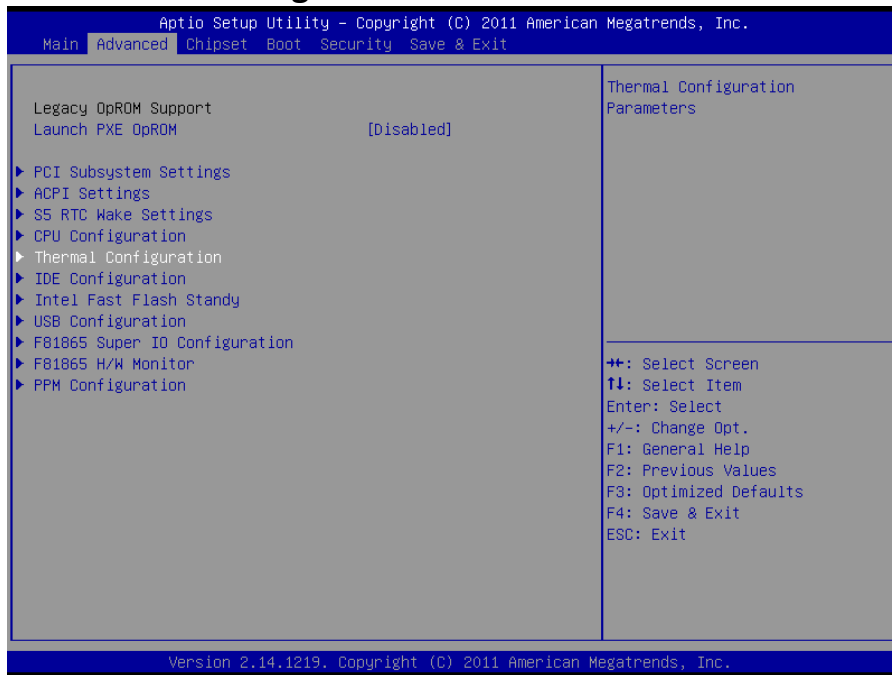 Aptio Setup Utility - Copyright (C) 2011 American Megatrends, Inc.
Main Advanced Chipset Boot Security Save & Exit
Legacy OpROM Support
Launch PXE OpROM [Disabled]
▶ PCI Subsystem Settings
▶ ACPI Settings
▶ S5 RTC Wake Settings
▶ CPU Configuration
▶ Thermal Configuration
▶ IDE Configuration
▶ Intel Fast Flash Standy
▶ USB Configuration
▶ F81865 Super IO Configuration
▶ F81865 H/W Monitor
▶ PPM Configuration
Thermal Configuration
Parameters
→←: Select Screen
↑↓: Select Item
Enter: Select
+/-: Change Opt.
F1: General Help
F2: Previous Values
F3: Optimized Defaults
F4: Save & Exit
ESC: Exit
Version 2.14.1219. Copyright (C) 2011 American Megatrends, Inc.